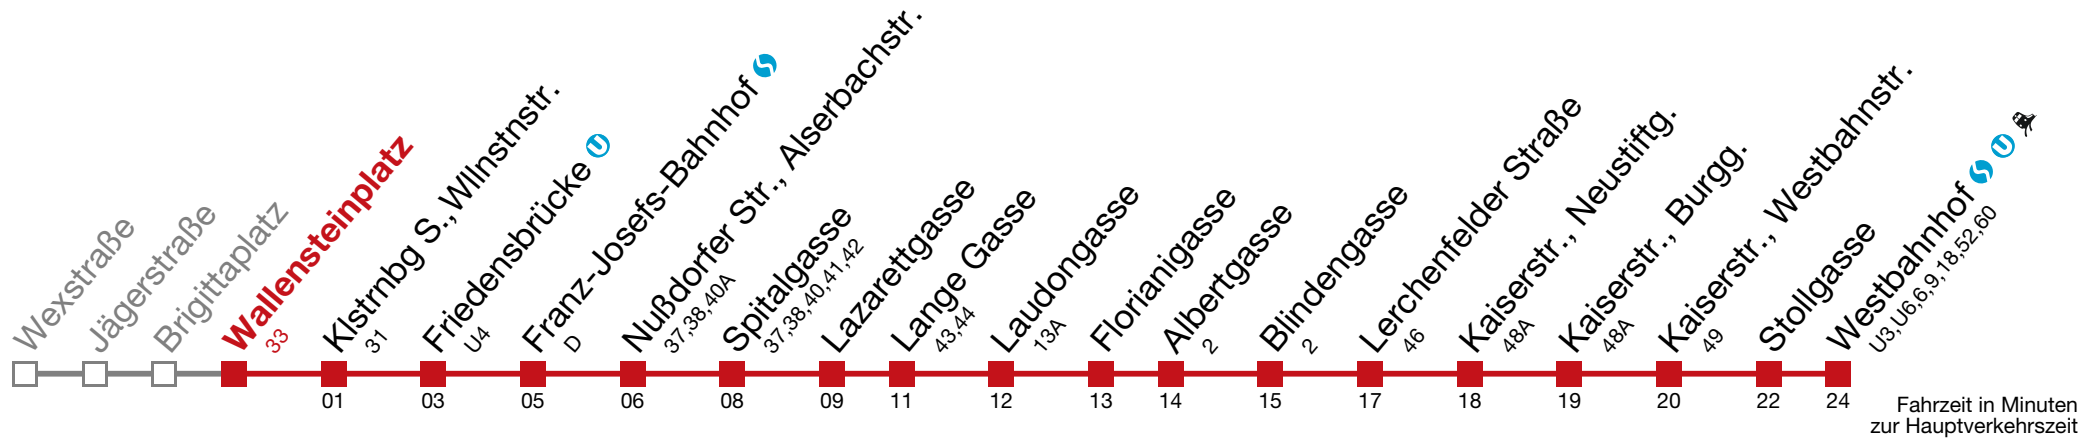 Wexstraße
Jägerstraße
Brigittaplatz
Wallensteinplatz
33
Klstrnbg S., Wllnstnstr.
31
01
Friedensbrücke U
U4
03
Franz-Josefs-Bahnhof S
D
05
Nußdorfer Str., Alserbachstr.
37,38,40A
06
Spitalgasse
37,38,40,41,42
08
Lazarettgasse
09
Lange Gasse
43,44
11
Laudongasse
13A
12
Florianigasse
13
Albertgasse
2
14
Blindengasse
2
15
Lerchenfelder Straße
46
17
Kaiserstr., Neustiftg.
48A
18
Kaiserstr., Burgg.
48A
19
Kaiserstr., Westbahnstr.
49
20
Stollgasse
22
Westbahnhof S U
U3,U6,6,9,18,52,60
24
Fahrzeit in Minuten
zur Hauptverkehrszeit